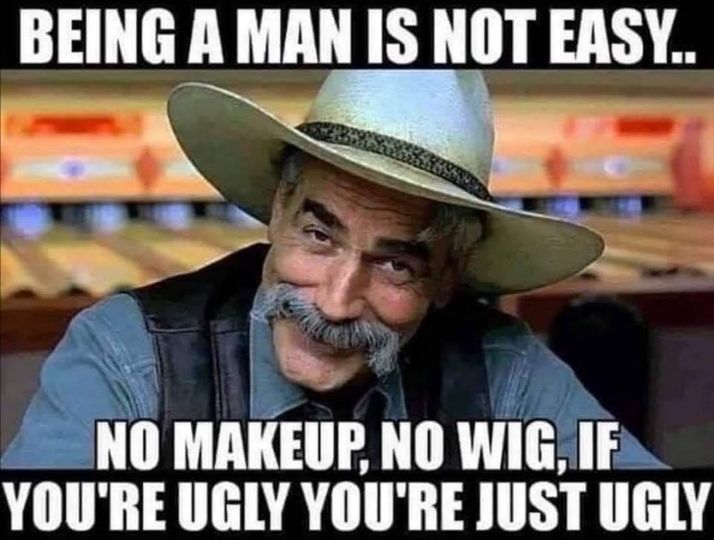 BEING A MAN IS NOT EASY..
NO MAKEUP, NO WIG, IF
YOU'RE UGLY YOU'RE JUST UGLY